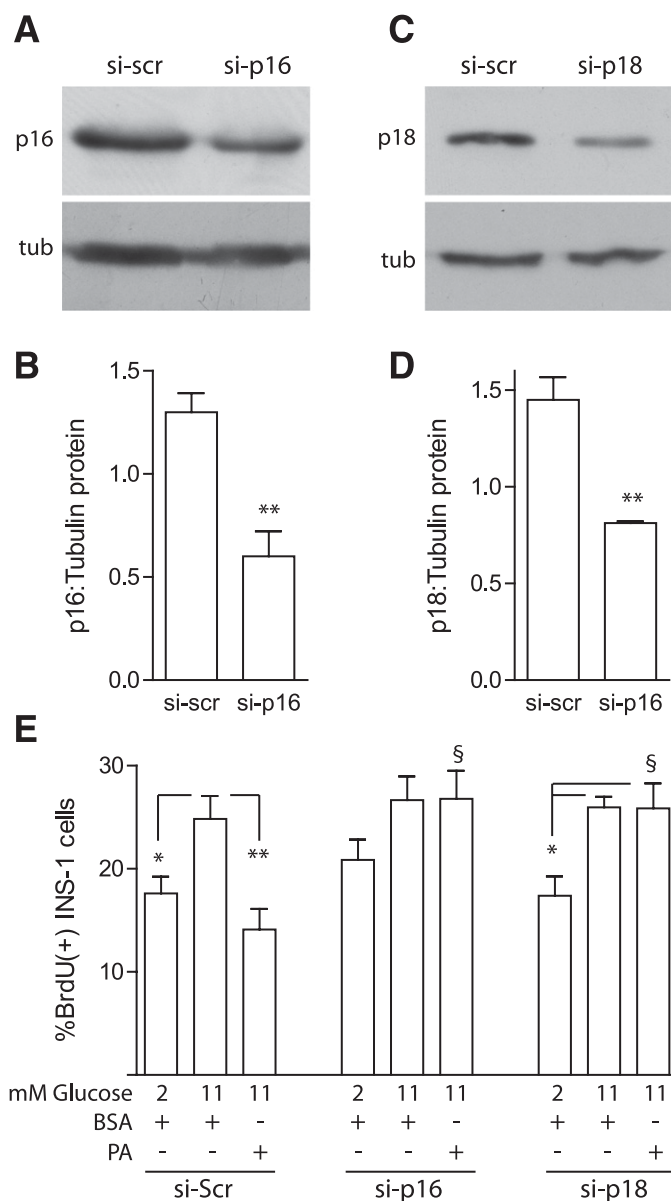 A
si-scr si-p16
p16
tub
C
si-scr si-p18
p18
tub
B
p16:Tubulin protein
1.5
1.0
0.5
0.0
**
si-scr si-p16
D
p18:Tubulin protein
1.5
1.0
0.5
0.0
**
si-scr si-p16
E
%BrdU(+) INS-1 cells
30
20
10
* ** § * §
mM Glucose 2 11 11 2 11 11 2 11 11
BSA + + - + + - + + -
PA - - + - - + - - +
si-Scr si-p16 si-p18